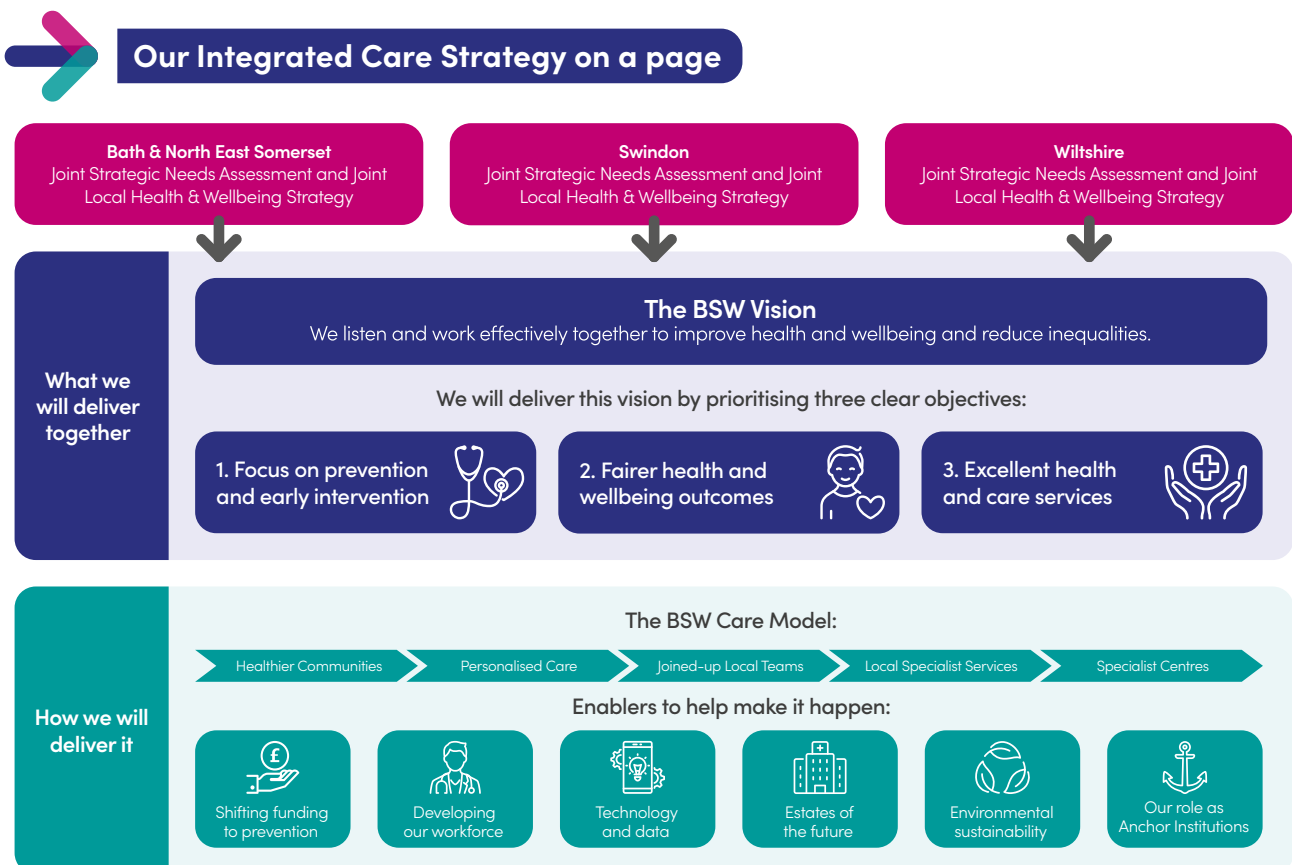 Our Integrated Care Strategy on a page
Bath & North East Somerset
Joint Strategic Needs Assessment and Joint
Local Health & Wellbeing Strategy
Swindon
Joint Strategic Needs Assessment and Joint
Local Health & Wellbeing Strategy
Wiltshire
Joint Strategic Needs Assessment and Joint
Local Health & Wellbeing Strategy
What we
will deliver
together
The BSW Vision
We listen and work effectively together to improve health and wellbeing and reduce inequalities.
We will deliver this vision by prioritising three clear objectives:
1. Focus on prevention
and early intervention
2. Fairer health and
wellbeing outcomes
3. Excellent health
and care services
How we will
deliver it
The BSW Care Model:
Healthier Communities
Personalised Care
Joined-up Local Teams
Local Specialist Services
Specialist Centres
Enablers to help make it happen:
£
Shifting funding
to prevention
Developing
our workforce
Technology
and data
Estates of
the future
Environmental
sustainability
Our role as
Anchor Institutions